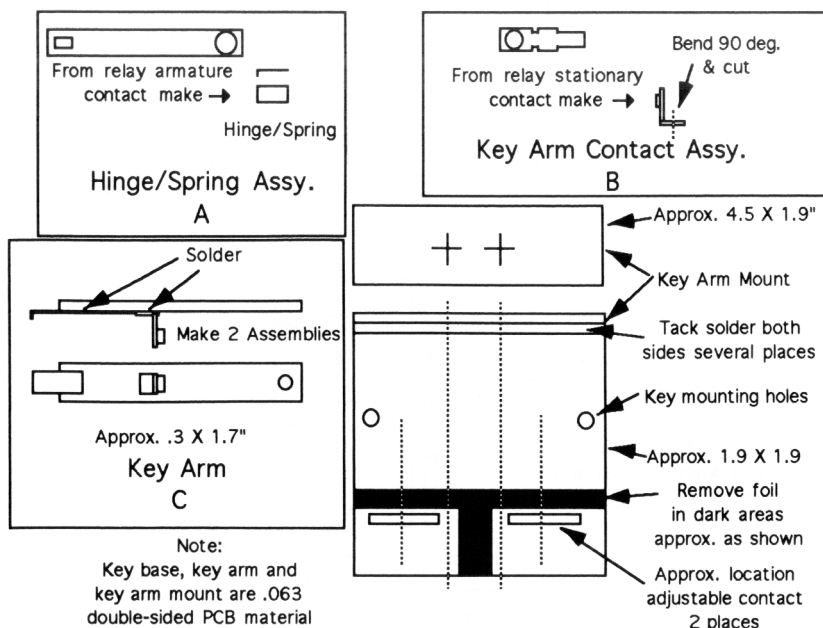 From relay armature
contact make →
Hinge/Spring
Hinge/Spring Assy.
A
Bend 90 deg.
& cut
From relay stationary
contact make
Key Arm Contact Assy.
B
Solder
Make 2 Assemblies
Approx. .3 X 1.7"
Key Arm
C
Note:
Key base, key arm and
key arm mount are .063
double-sided PCB material
Approx. 4.5 X 1.9"
Key Arm Mount
Tack solder both
sides several places
Key mounting holes
Approx. 1.9 X 1.9
Remove foil
in dark areas
approx. as shown
Approx. location
adjustable contact
2 places